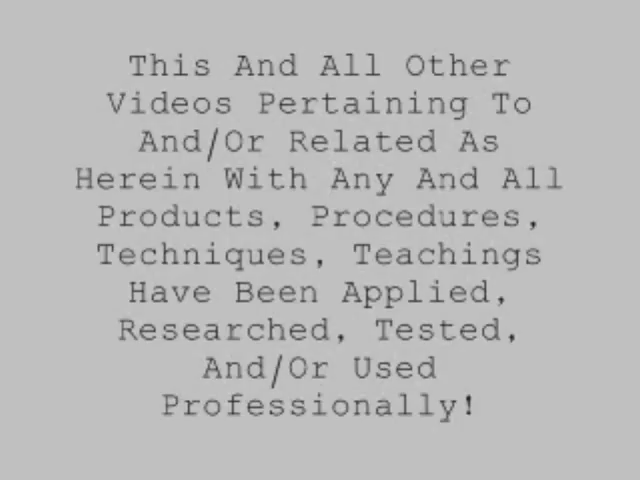 This And All Other
Videos Pertaining To
And/Or Related As
Herein With Any And All
Products, Procedures,
Techniques, Teachings
Have Been Applied,
Researched, Tested,
And/Or Used
Professionally!